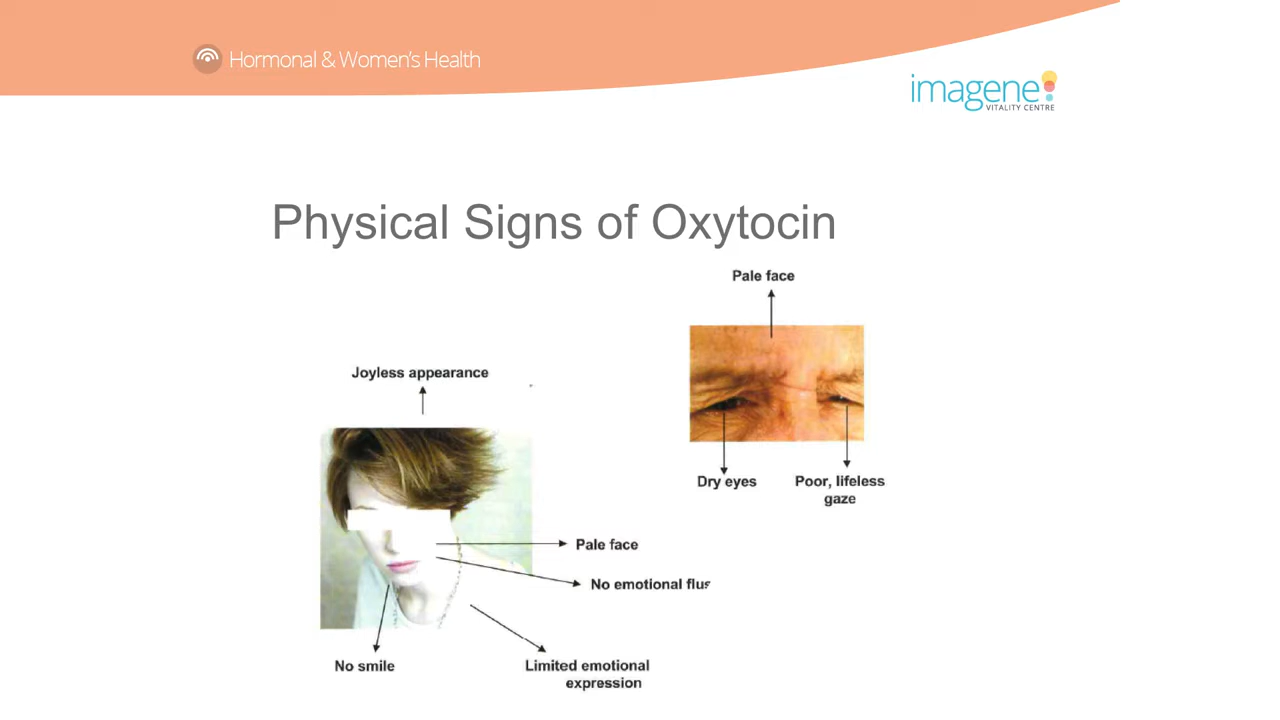 Hormonal & Women's Health
imagene
VITALITY CENTRE
Physical Signs of Oxytocin
Pale face
Joyless appearance
Dry eyes
Poor, lifeless
gaze
Pale face
No emotional flus
No smile
Limited emotional
expression